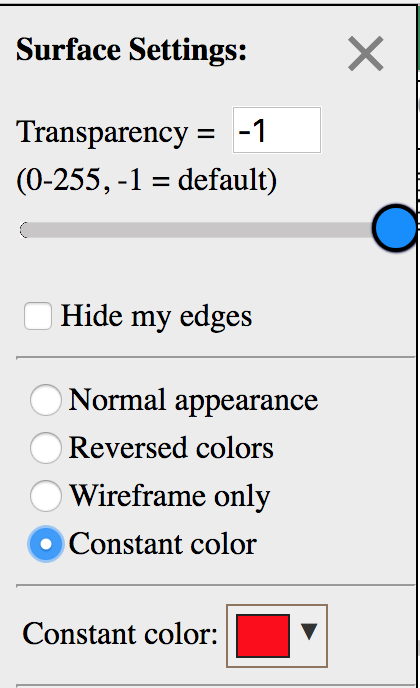 Surface Settings:
Transparency = -1
(0-255, -1 = default)
Hide my edges
Normal appearance
Reversed colors
Wireframe only
Constant color
Constant color: